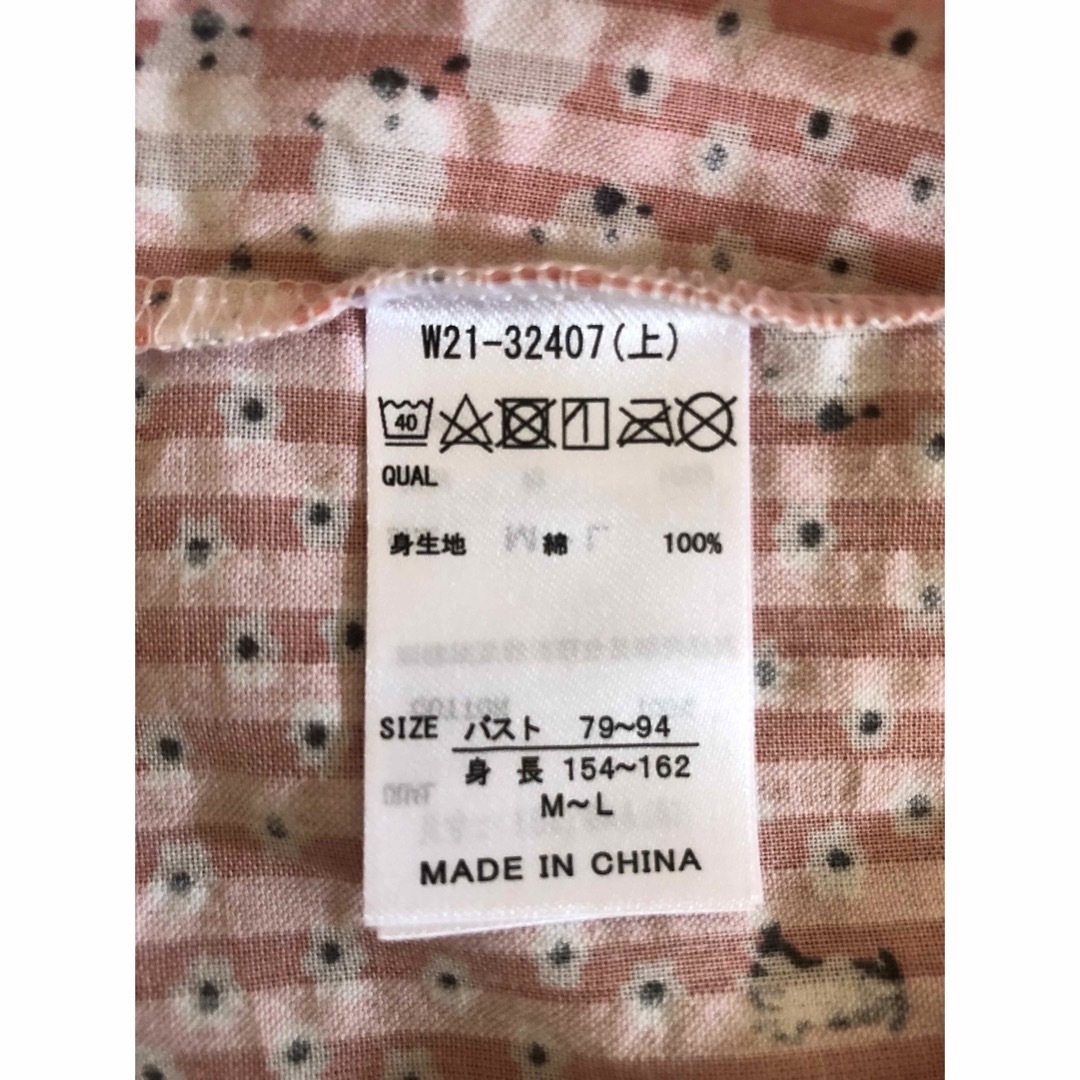 W21-32407(上)
40
QUAL
身生地 綿 100%
SIZE バスト 79～94
身 長 154～162
M～L
MADE IN CHINA